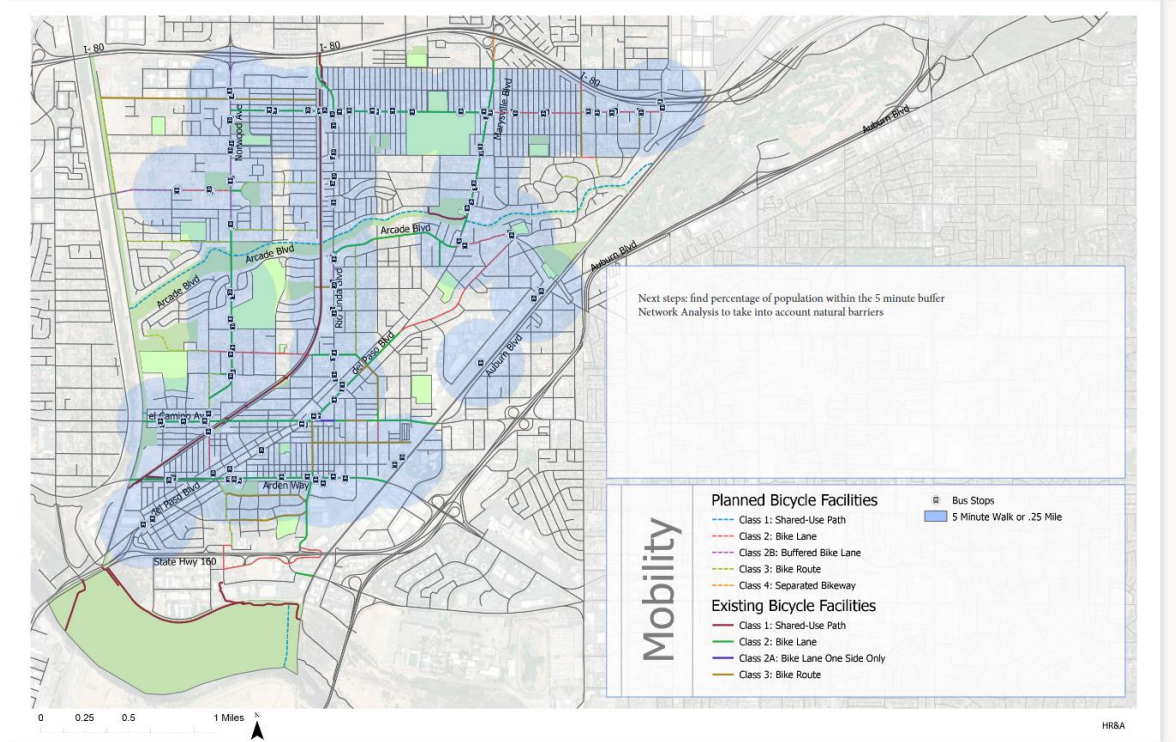 I- 80
I- 80
I- 80
Norwood Ave
Marysville Blvd
Auburn Blvd
Arcade Blvd
Arcade Blvd
Arcade Blvd
Auburn Blvd
Rio Linda Blvd
del Paso Blvd
Auburn Blvd
el Camino Av
Arden Way
del Paso Blvd
State Hwy 160
Next steps: find percentage of population within the 5 minute buffer
Network Analysis to take into account natural barriers
Mobility
Planned Bicycle Facilities
Class 1: Shared-Use Path
Class 2: Bike Lane
Class 2B: Buffered Bike Lane
Class 3: Bike Route
Class 4: Separated Bikeway
Existing Bicycle Facilities
Class 1: Shared-Use Path
Class 2: Bike Lane
Class 2A: Bike Lane One Side Only
Class 3: Bike Route
Bus Stops
5 Minute Walk or .25 Mile
0 0.25 0.5 1 Miles
N
HR&A